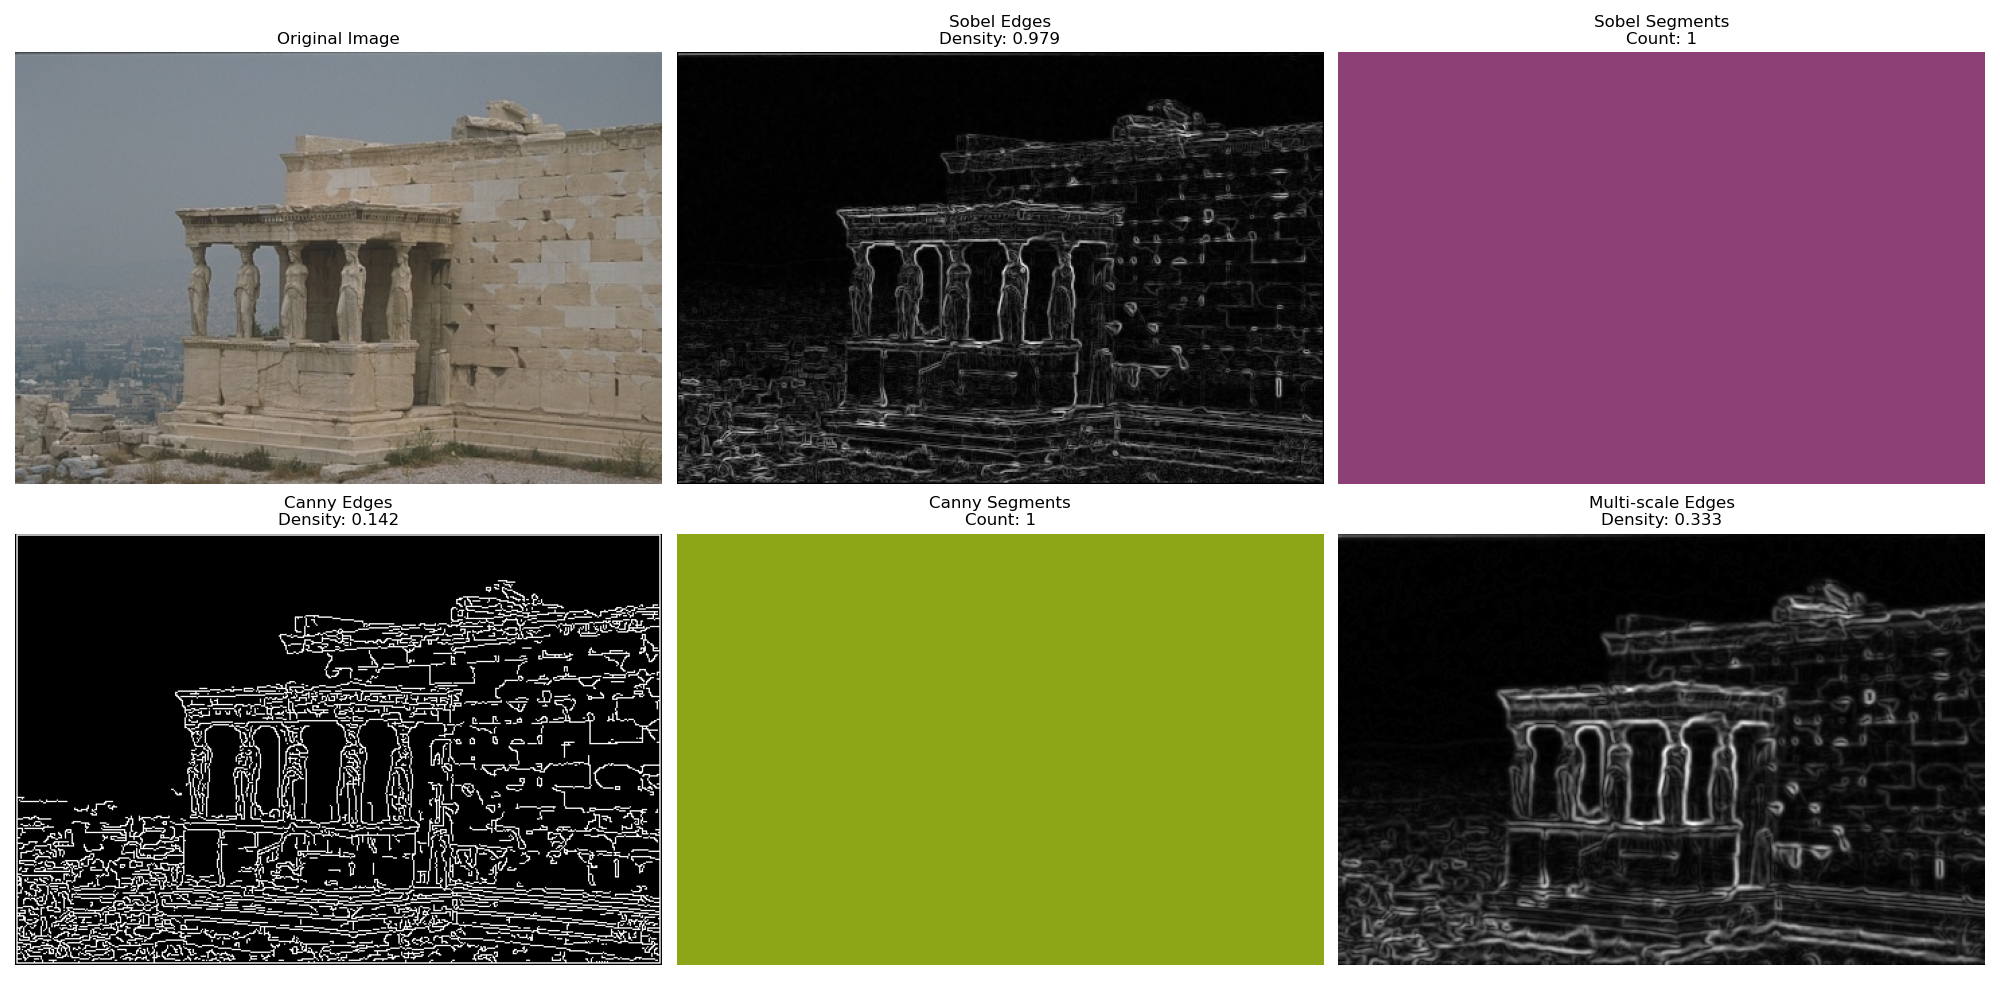 Original Image
Sobel Edges
Density: 0.979
Sobel Segments
Count: 1
Canny Edges
Density: 0.142
Canny Segments
Count: 1
Multi-scale Edges
Density: 0.333